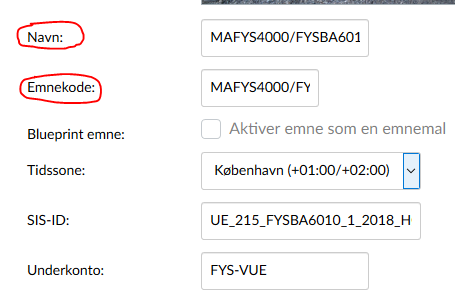 Navn: MAFYS4000/FYSBA601
Emnekode: MAFYS4000/FY
Blueprint emne: Aktiver emne som en emnemal
Tidssone: København (+01:00/+02:00)
SIS-ID: UE_215_FYSBA6010_1_2018_H
Underkonto: FYS-VUE